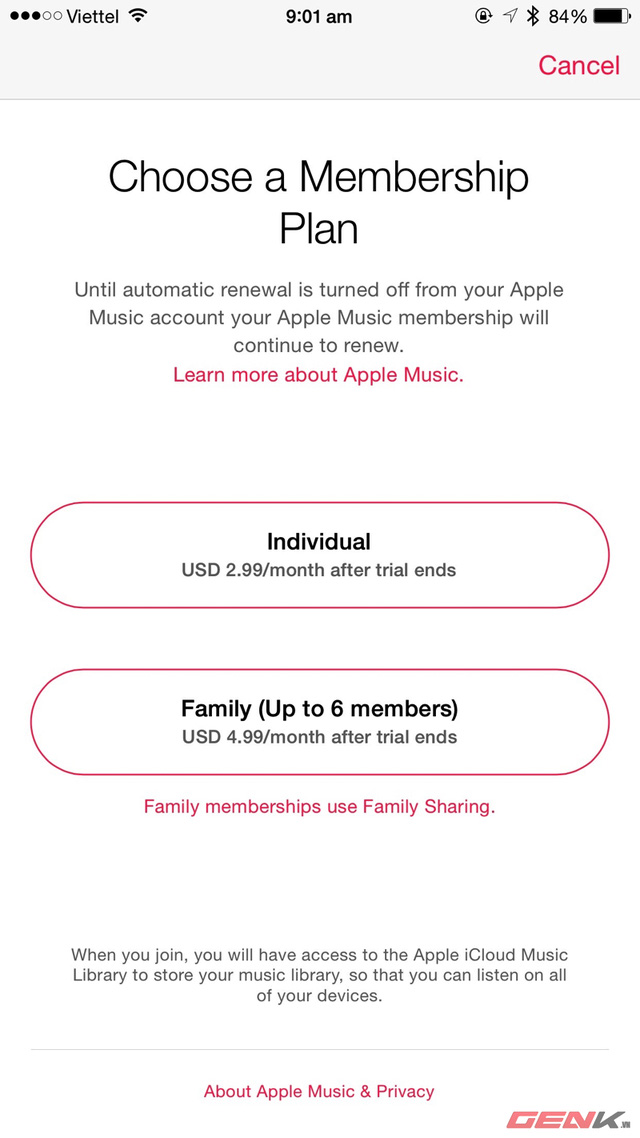 Viettel 9:01 am 84%
Cancel
Choose a Membership
Plan
Until automatic renewal is turned off from your Apple
Music account your Apple Music membership will
continue to renew.
Learn more about Apple Music.
Individual
USD 2.99/month after trial ends
Family (Up to 6 members)
USD 4.99/month after trial ends
Family memberships use Family Sharing.
When you join, you will have access to the Apple iCloud Music
Library to store your music library, so that you can listen on all
of your devices.
About Apple Music & Privacy
GENK.VN